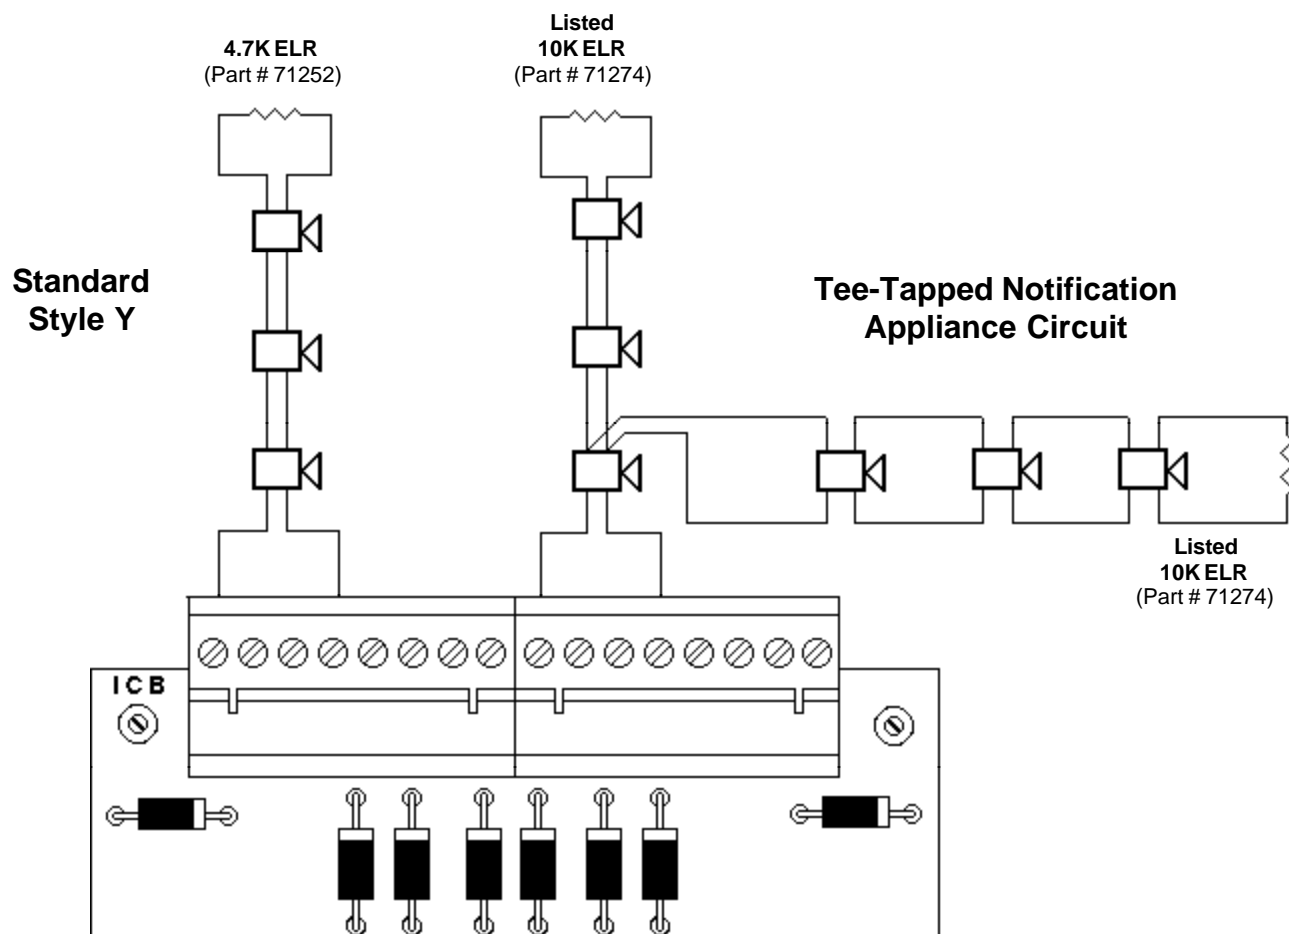 4.7K ELR
(Part # 71252)
Listed
10K ELR
(Part # 71274)
Standard
Style Y
Tee-Tapped Notification
Appliance Circuit
Listed
10K ELR
(Part # 71274)
ICB